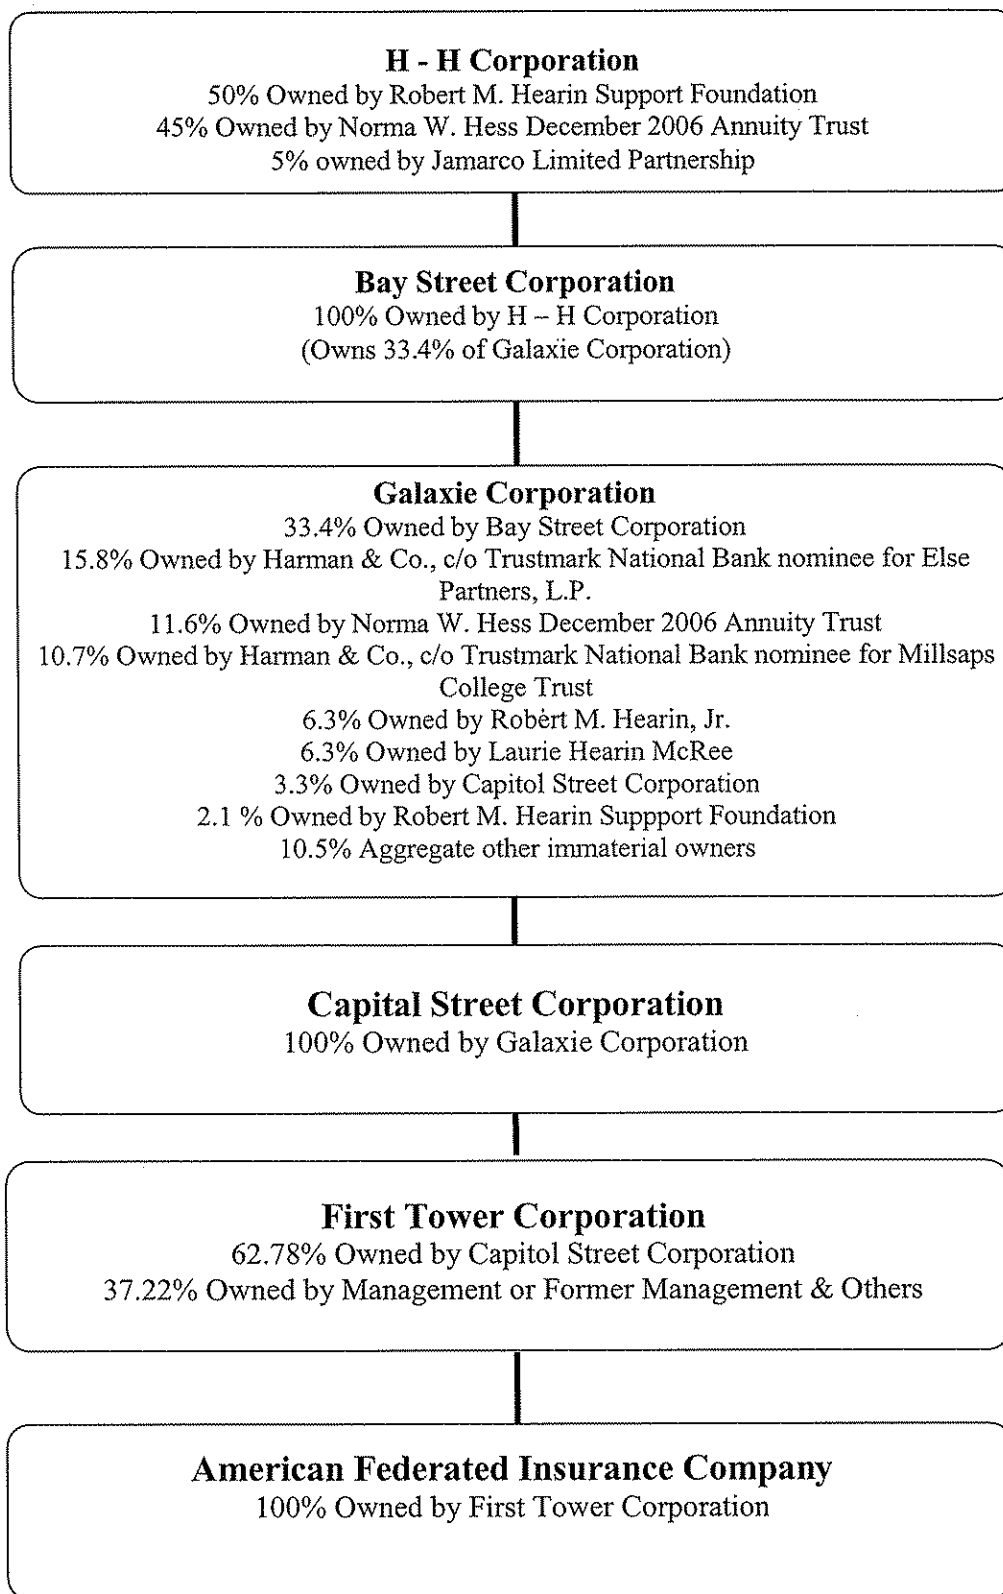 H - H Corporation
50% Owned by Robert M. Hearin Support Foundation
45% Owned by Norma W. Hess December 2006 Annuity Trust
5% owned by Jamarco Limited Partnership
Bay Street Corporation
100% Owned by H – H Corporation
(Owns 33.4% of Galaxie Corporation)
Galaxie Corporation
33.4% Owned by Bay Street Corporation
15.8% Owned by Harman & Co., c/o Trustmark National Bank nominee for Else
Partners, L.P.
11.6% Owned by Norma W. Hess December 2006 Annuity Trust
10.7% Owned by Harman & Co., c/o Trustmark National Bank nominee for Millsaps
College Trust
6.3% Owned by Robert M. Hearin, Jr.
6.3% Owned by Laurie Hearin McRee
3.3% Owned by Capitol Street Corporation
2.1 % Owned by Robert M. Hearin Suppport Foundation
10.5% Aggregate other immaterial owners
Capital Street Corporation
100% Owned by Galaxie Corporation
First Tower Corporation
62.78% Owned by Capitol Street Corporation
37.22% Owned by Management or Former Management & Others
American Federated Insurance Company
100% Owned by First Tower Corporation